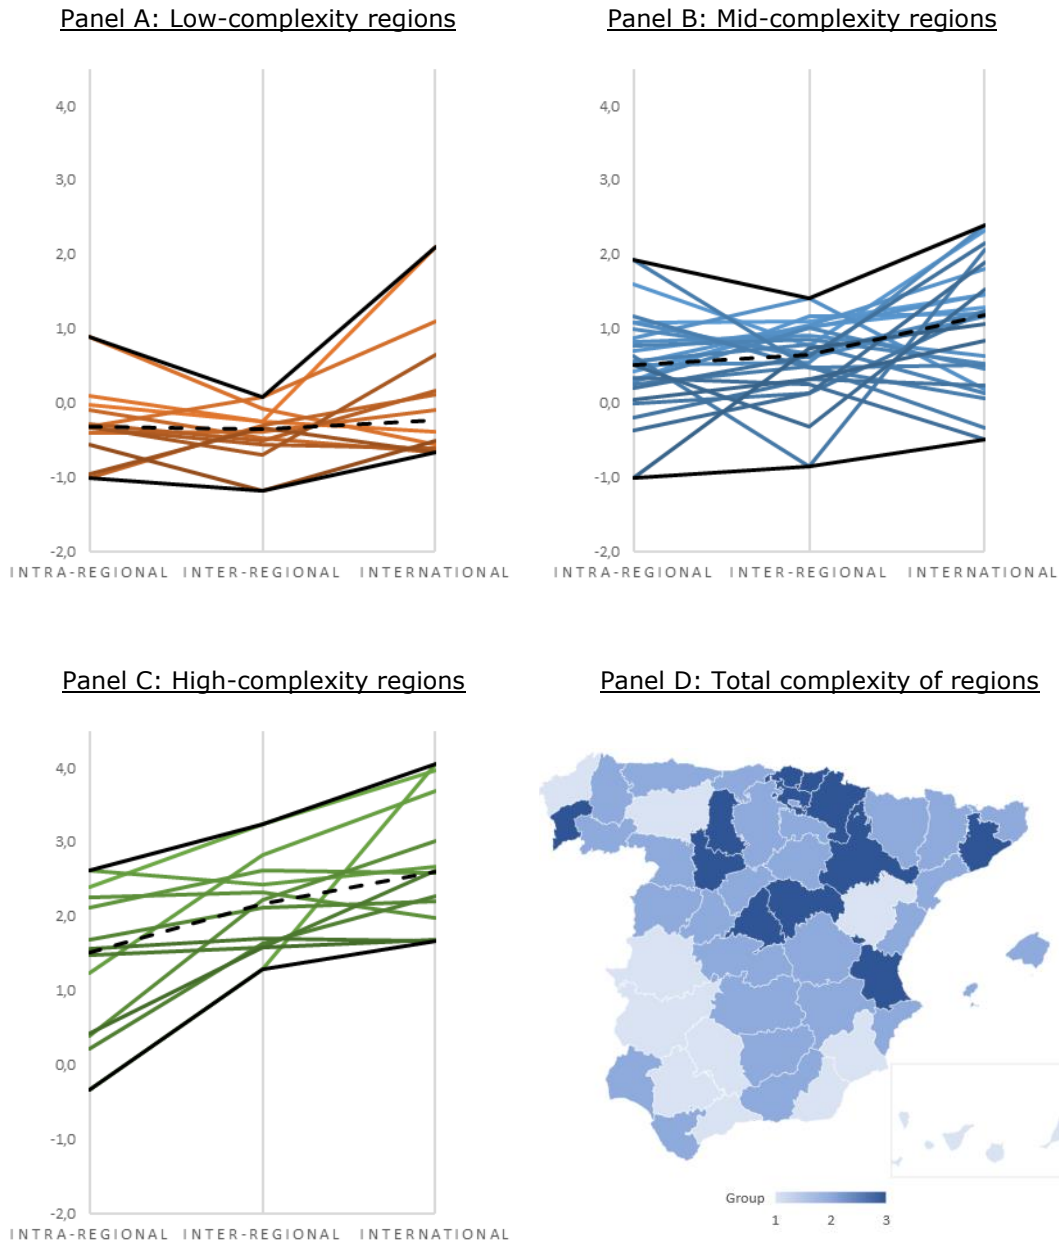 Panel A: Low-complexity regions
4,0
3,0
2,0
1,0
0,0
-1,0
-2,0
INTRA-REGIONAL INTER-REGIONAL INTERNATIONAL
Panel B: Mid-complexity regions
4,0
3,0
2,0
1,0
0,0
-1,0
-2,0
INTRA-REGIONAL INTER-REGIONAL INTERNATIONAL
Panel C: High-complexity regions
4,0
3,0
2,0
1,0
0,0
-1,0
-2,0
INTRA-REGIONAL INTER-REGIONAL INTERNATIONAL
Panel D: Total complexity of regions
Group
1 2 3